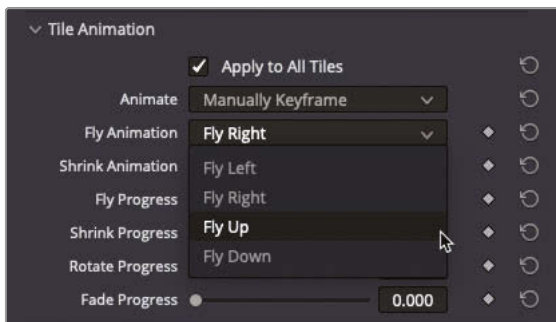 Tile Animation
Apply to All Tiles
Animate Manually Keyframe
Fly Animation Fly Right
Shrink Animation Fly Left
Fly Progress Fly Right
Shrink Progress Fly Up
Rotate Progress Fly Down
Fade Progress 0.000